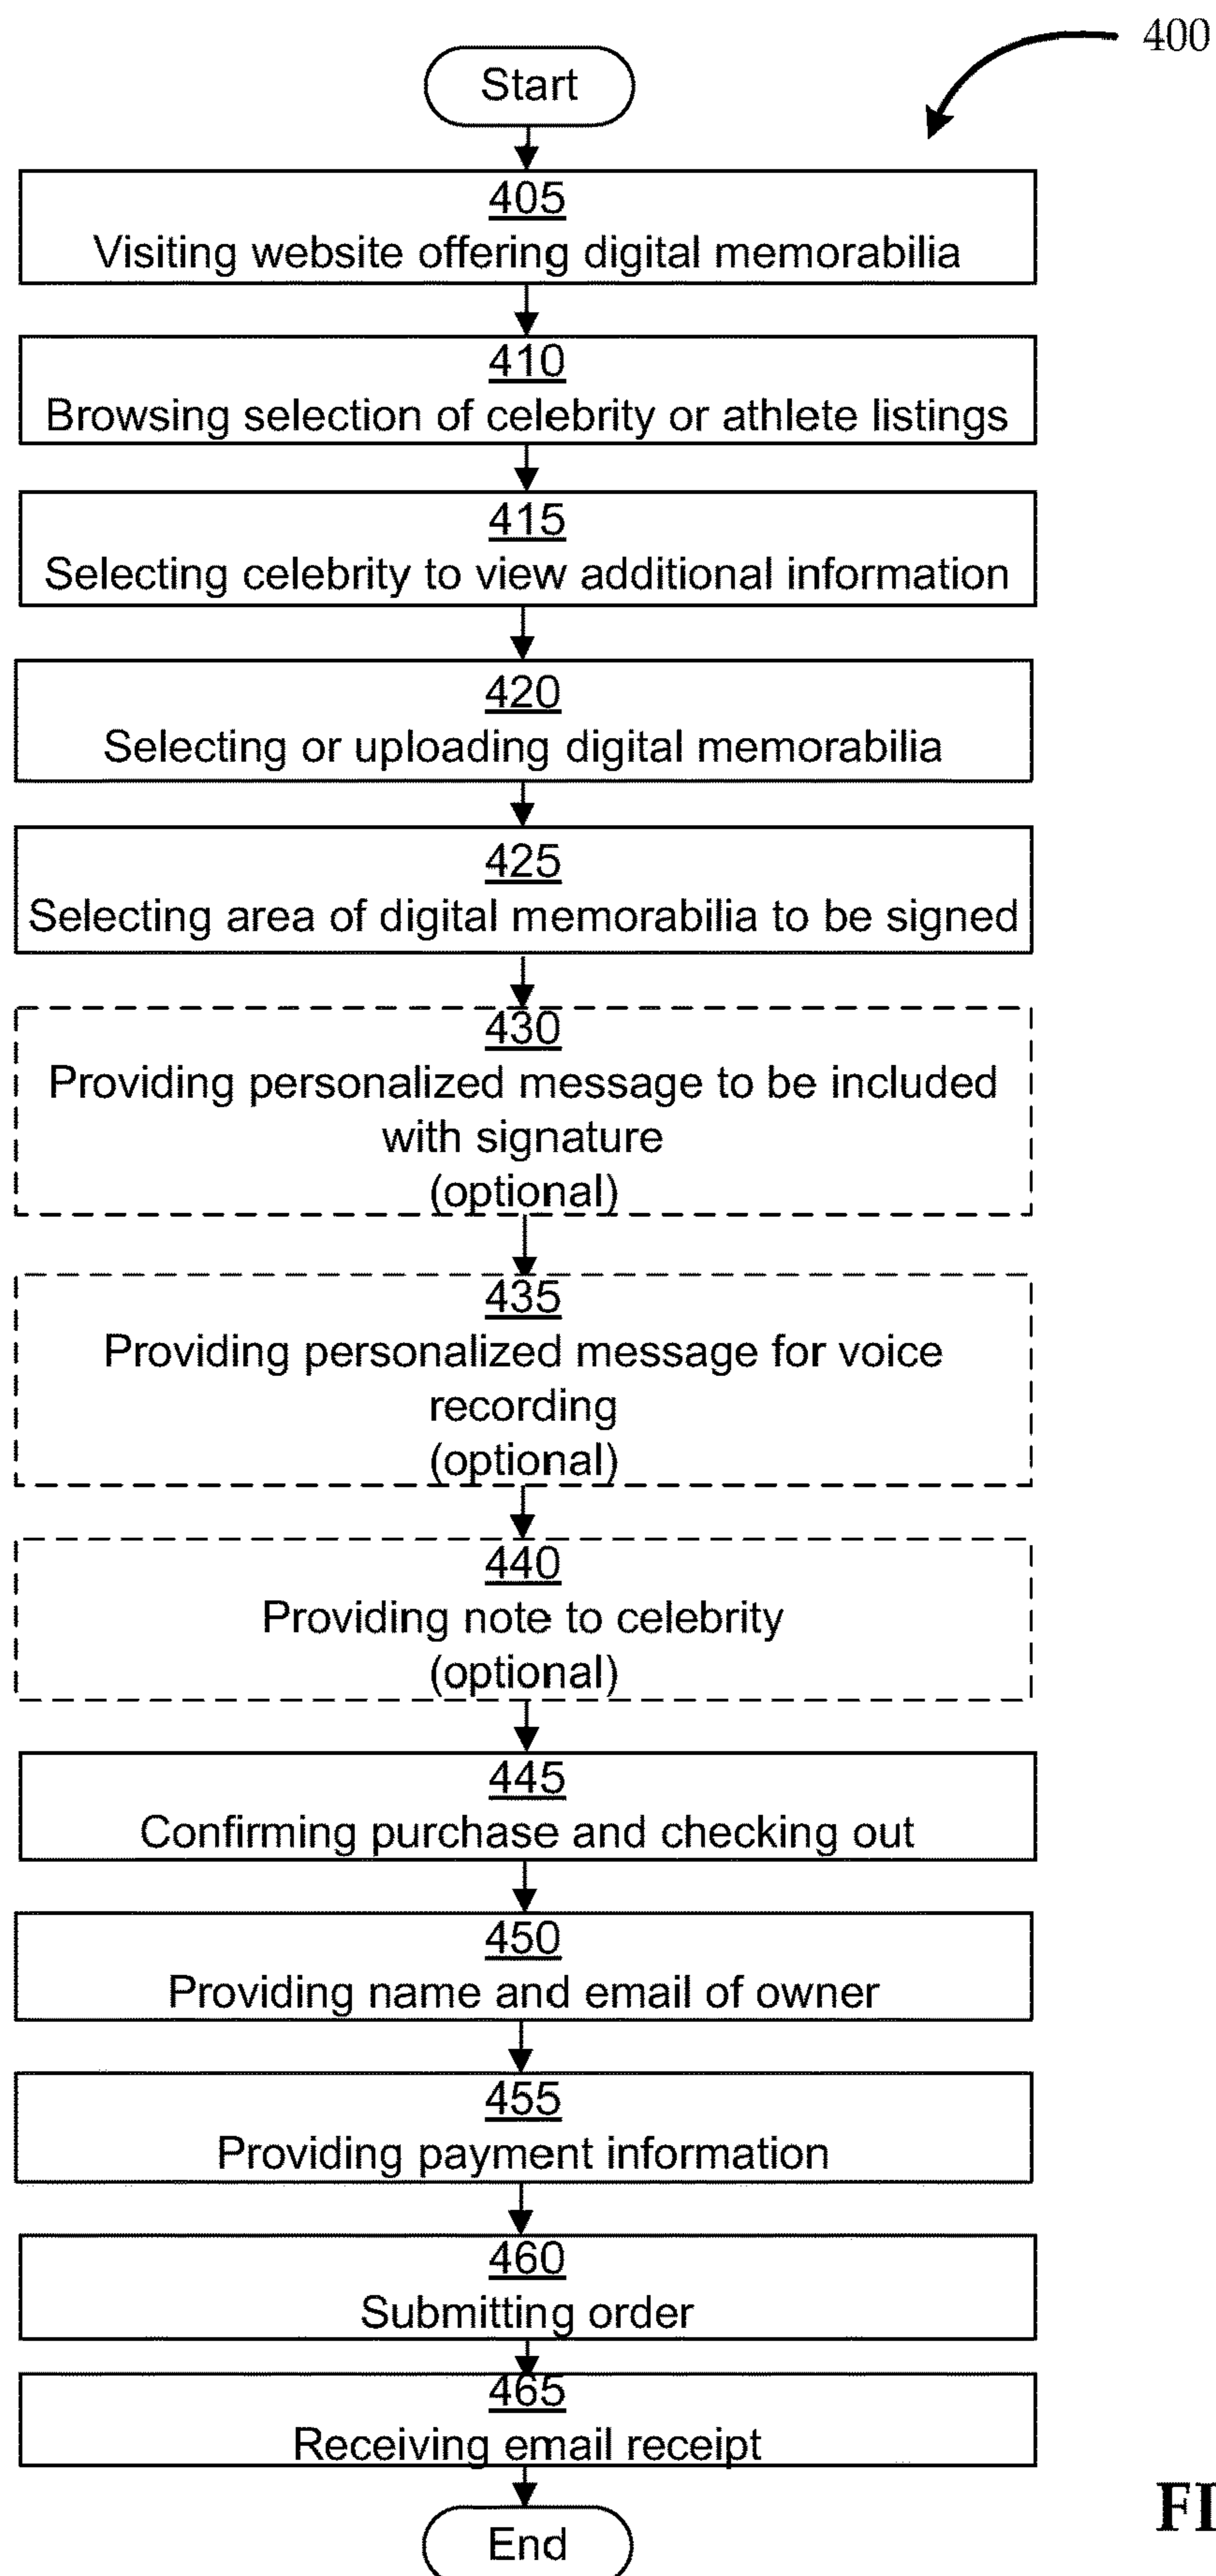 400
Start
405
Visiting website offering digital memorabilia
410
Browsing selection of celebrity or athlete listings
415
Selecting celebrity to view additional information
420
Selecting or uploading digital memorabilia
425
Selecting area of digital memorabilia to be signed
430
Providing personalized message to be included
with signature
(optional)
435
Providing personalized message for voice
recording
(optional)
440
Providing note to celebrity
(optional)
445
Confirming purchase and checking out
450
Providing name and email of owner
455
Providing payment information
460
Submitting order
465
Receiving email receipt
End